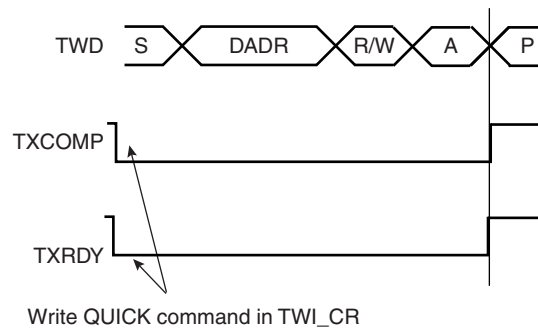 TWD S DADR R/W A P
TXCOMP
TXRDY
Write QUICK command in TWI_CR